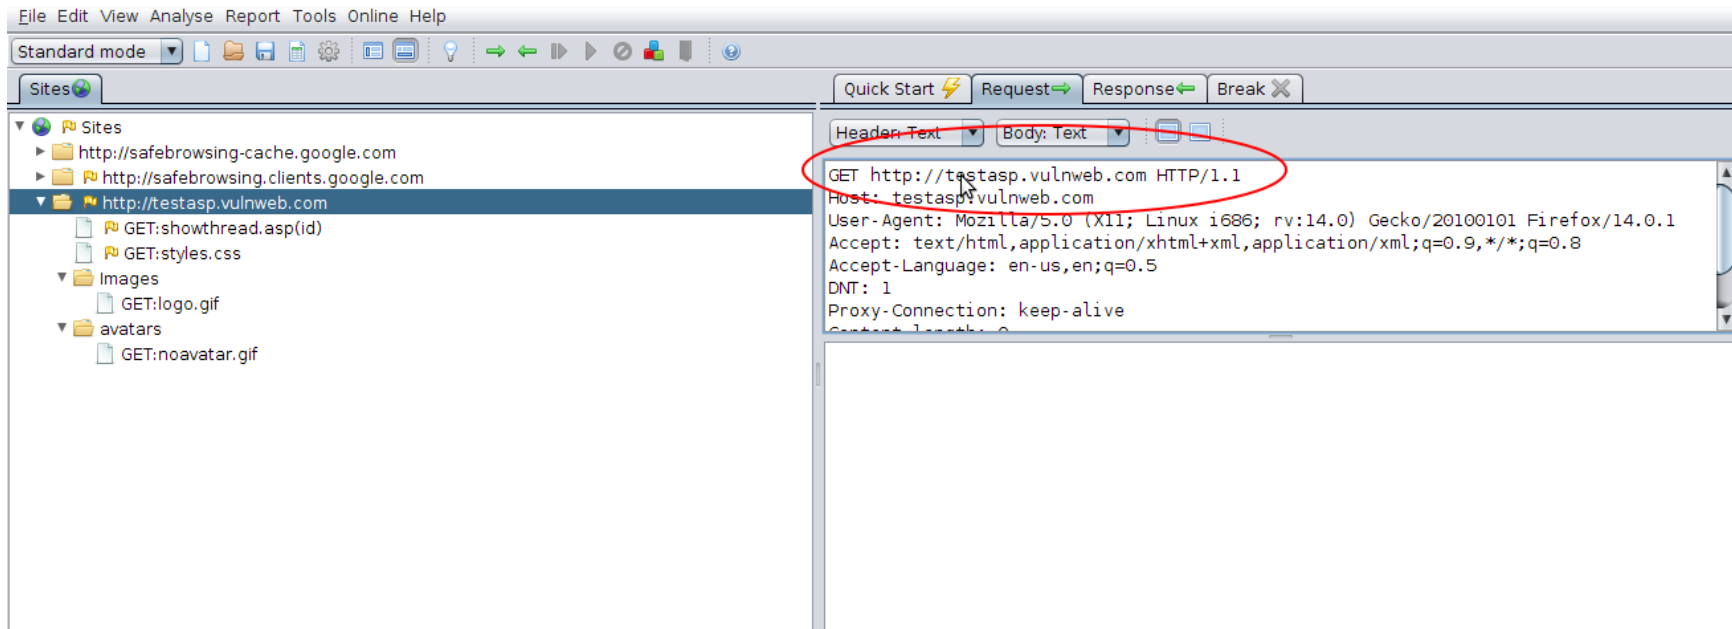 File Edit View Analyse Report Tools Online Help
Standard mode
Sites
Quick Start Request Response Break
Sites
http://safebrowsing-cache.google.com
http://safebrowsing.clients.google.com
http://testasp.vulnweb.com
GET:showthread.asp(id)
GET:styles.css
Images
GET:logo.gif
avatars
GET:noavatar.gif
Header: Text Body: Text
GET http://testasp.vulnweb.com HTTP/1.1
Host: testasp.vulnweb.com
User-Agent: Mozilla/5.0 (X11; Linux i686; rv:14.0) Gecko/20100101 Firefox/14.0.1
Accept: text/html,application/xhtml+xml,application/xml;q=0.9,*/*;q=0.8
Accept-Language: en-us,en;q=0.5
DNT: 1
Proxy-Connection: keep-alive
Content-length: 0